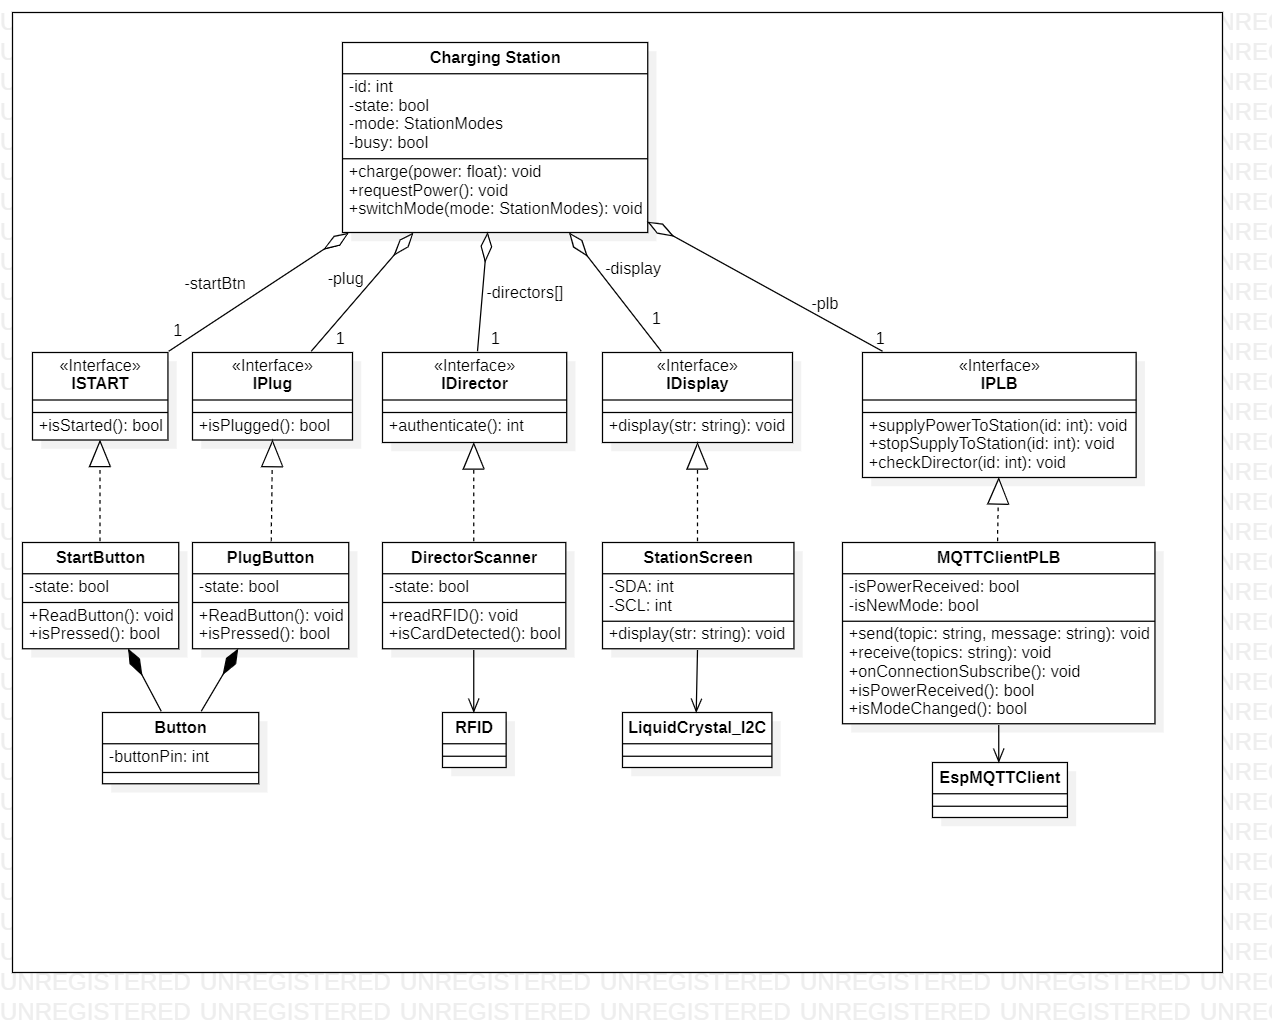 Charging Station
-id: int
-state: bool
-mode: StationModes
-busy: bool
+charge(power: float): void
+requestPower(): void
+switchMode(mode: StationModes): void
-startBtn
-plug
-directors[]
-display
-plb
1
1
1
1
1
«Interface»
ISTART
+isStarted(): bool
«Interface»
IPlug
+isPlugged(): bool
«Interface»
IDirector
+authenticate(): int
«Interface»
IDisplay
+display(str: string): void
«Interface»
IPLB
+supplyPowerToStation(id: int): void
+stopSupplyToStation(id: int): void
+checkDirector(id: int): void
StartButton
-state: bool
+ReadButton(): void
+isPressed(): bool
PlugButton
-state: bool
+ReadButton(): void
+isPressed(): bool
DirectorScanner
-state: bool
+readRFID(): void
+isCardDetected(): bool
StationScreen
-SDA: int
-SCL: int
+display(str: string): void
MQTTClientPLB
-isPowerReceived: bool
-isNewMode: bool
+send(topic: string, message: string): void
+receive(topics: string): void
+onConnectionSubscribe(): void
+isPowerReceived(): bool
+isModeChanged(): bool
Button
-buttonPin: int
RFID
LiquidCrystal_I2C
EspMQTTClient
UNREGISTERED UNREGISTERED UNREGISTERED UNREGISTERED UNREGISTERED UNREGISTERED
UNREGISTERED UNREGISTERED UNREGISTERED UNREGISTERED UNREGISTERED UNREGISTERED